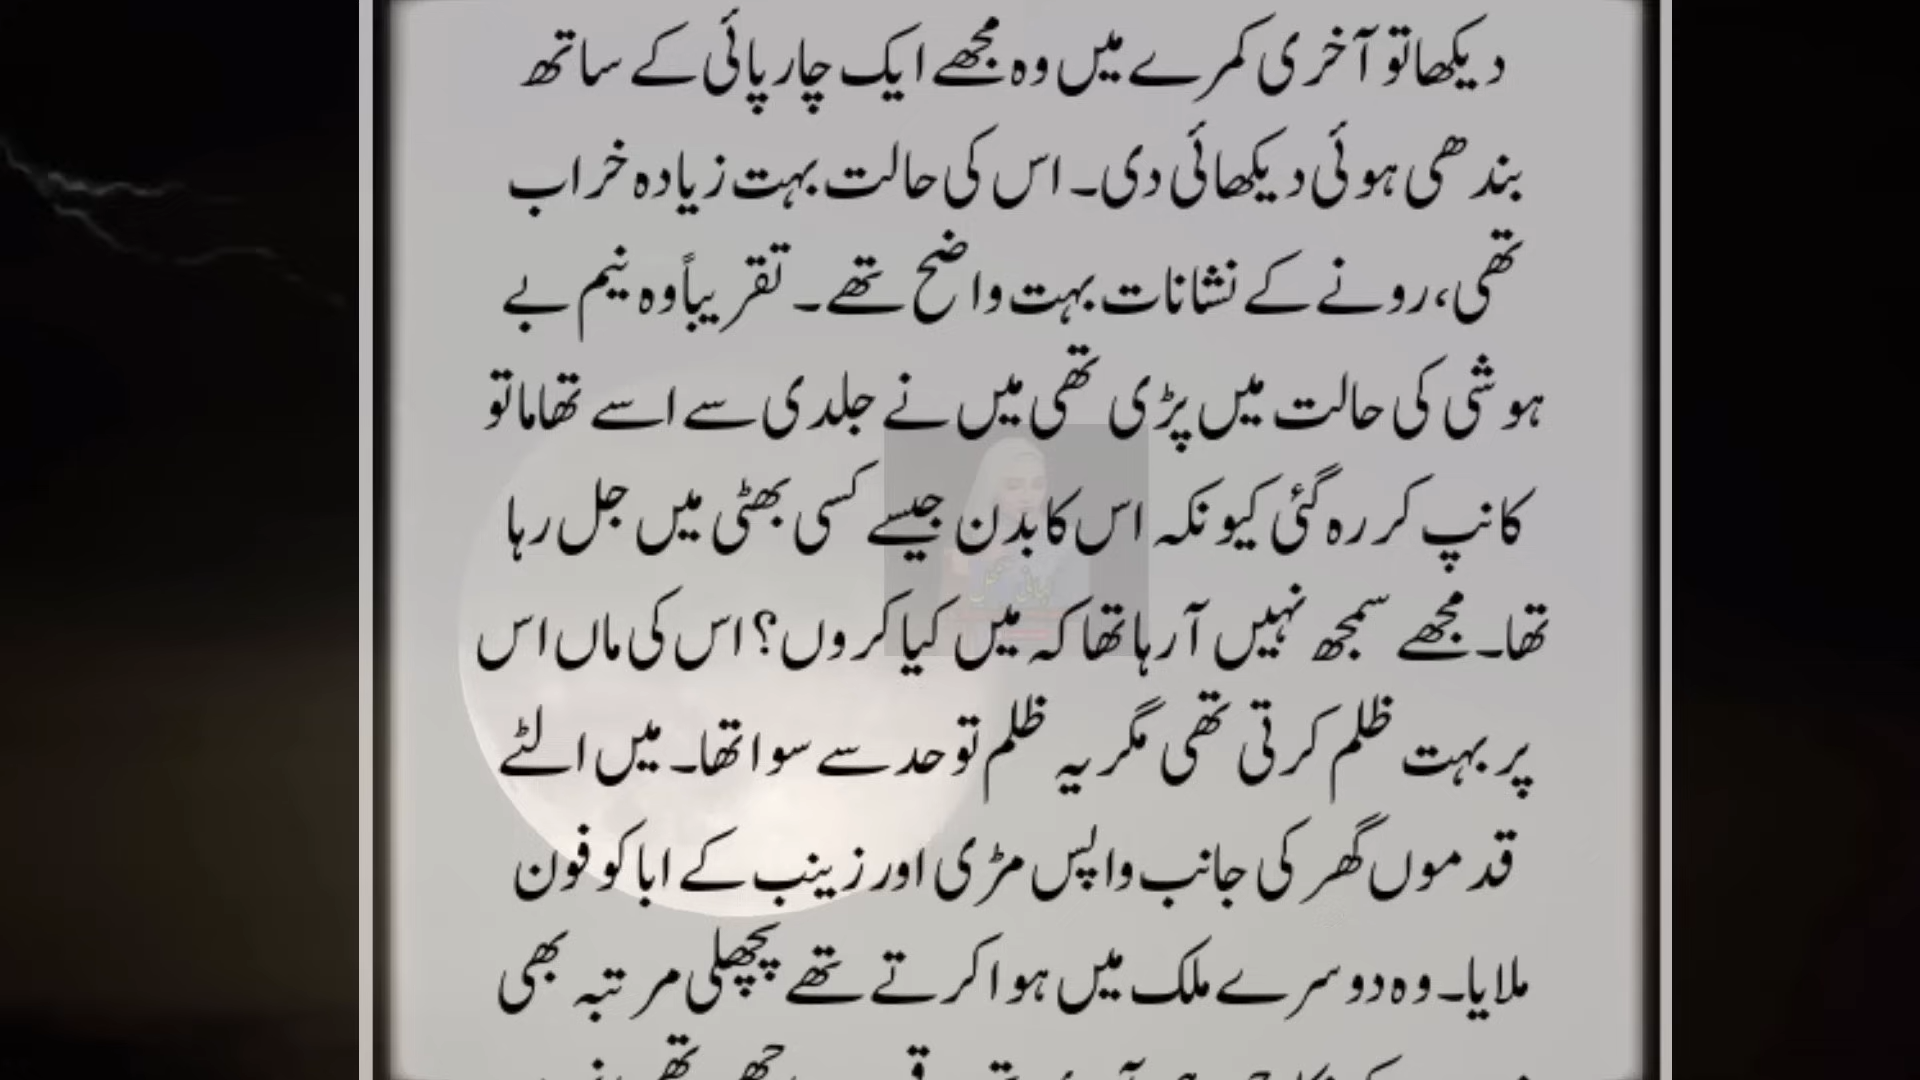 دیکھا تو آخری کمرے میں وہ مجھے ایک چارپائی کے ساتھ
بندھی ہوئی دیکھائی دی۔ اس کی حالت بہت زیادہ خراب
تھی، رونے کے نشانات بہت واضح تھے۔ تقریباً وہ نیم بے
ہوشی کی حالت میں پڑی تھی میں نے جلدی سے اسے تھاما تو
کانپ کر رہ گئی کیونکہ اس کا بدن جیسے کسی بھٹی میں جل رہا
تھا۔ مجھے سمجھ نہیں آ رہا تھا کہ میں کیا کروں؟ اس کی ماں اس
پر بہت ظلم کرتی تھی مگر یہ ظلم تو حد سے سوا تھا۔ میں الٹے
قدموں گھر کی جانب واپس مڑی اور زینب کے ابا کو فون
ملایا۔ وہ دوسرے ملک میں ہوا کرتے تھے پچھلی مرتبہ بھی